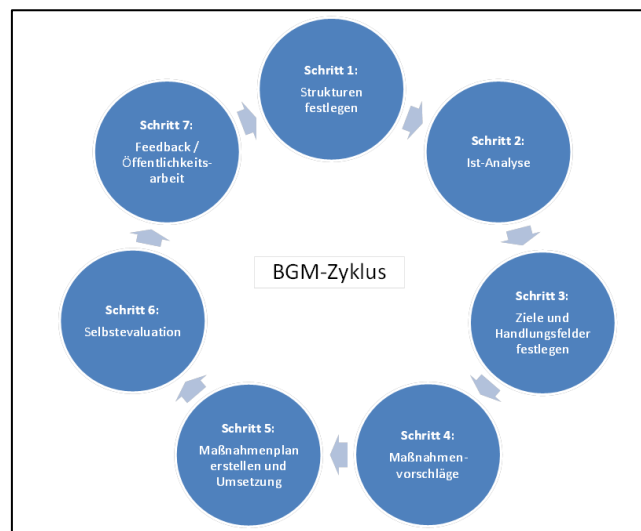 Schritt 1:
Strukturen
festlegen
Schritt 2:
Ist-Analyse
Schritt 3:
Ziele und
Handlungsfelder
festlegen
Schritt 4:
Maßnahmen-
vorschläge
Schritt 5:
Maßnahmenplan
erstellen und
Umsetzung
Schritt 6:
Selbstevaluation
Schritt 7:
Feedback /
Öffentlichkeits-
arbeit
BGM-Zyklus